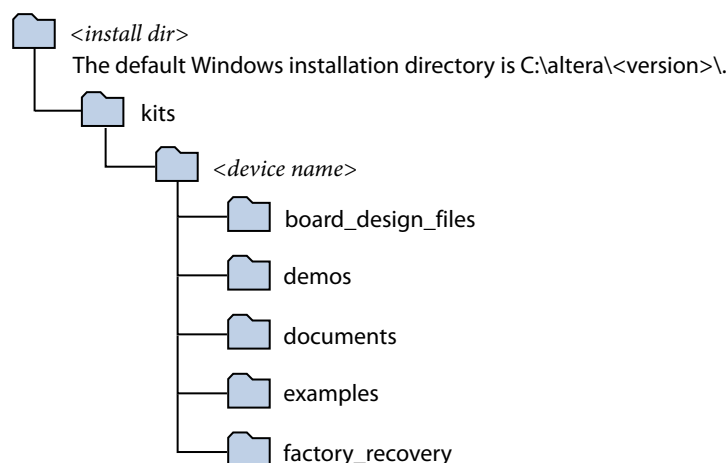 <install dir>
The default Windows installation directory is C:\altera\<version>\.
kits
<device name>
board_design_files
demos
documents
examples
factory_recovery